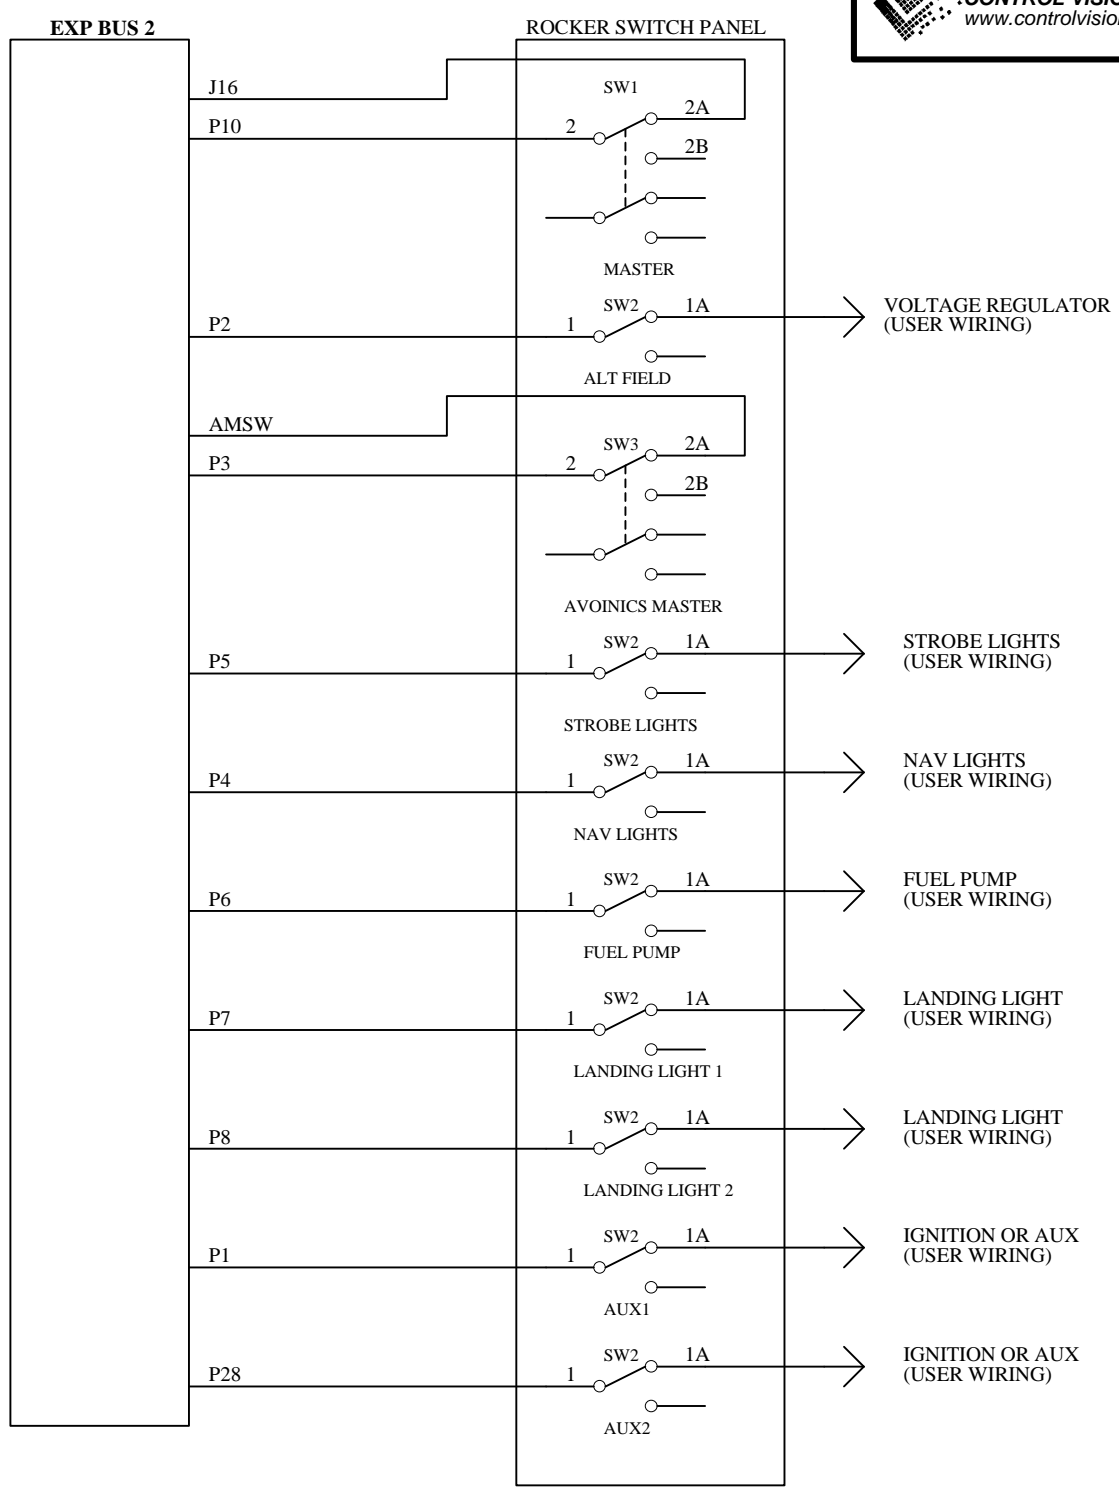 CONTROL VISIO
www.controlvision
EXP BUS 2
ROCKER SWITCH PANEL
J16
SW1
2A
P10
2
2B
MASTER
SW2
1A
VOLTAGE REGULATOR
(USER WIRING)
P2
1
ALT FIELD
AMSW
SW3
2A
P3
2
2B
AVOINICS MASTER
SW2
1A
STROBE LIGHTS
(USER WIRING)
P5
1
STROBE LIGHTS
SW2
1A
NAV LIGHTS
(USER WIRING)
P4
1
NAV LIGHTS
SW2
1A
FUEL PUMP
(USER WIRING)
P6
1
FUEL PUMP
SW2
1A
LANDING LIGHT
(USER WIRING)
P7
1
LANDING LIGHT 1
SW2
1A
LANDING LIGHT
(USER WIRING)
P8
1
LANDING LIGHT 2
SW2
1A
IGNITION OR AUX
(USER WIRING)
P1
1
AUX1
SW2
1A
IGNITION OR AUX
(USER WIRING)
P28
1
AUX2